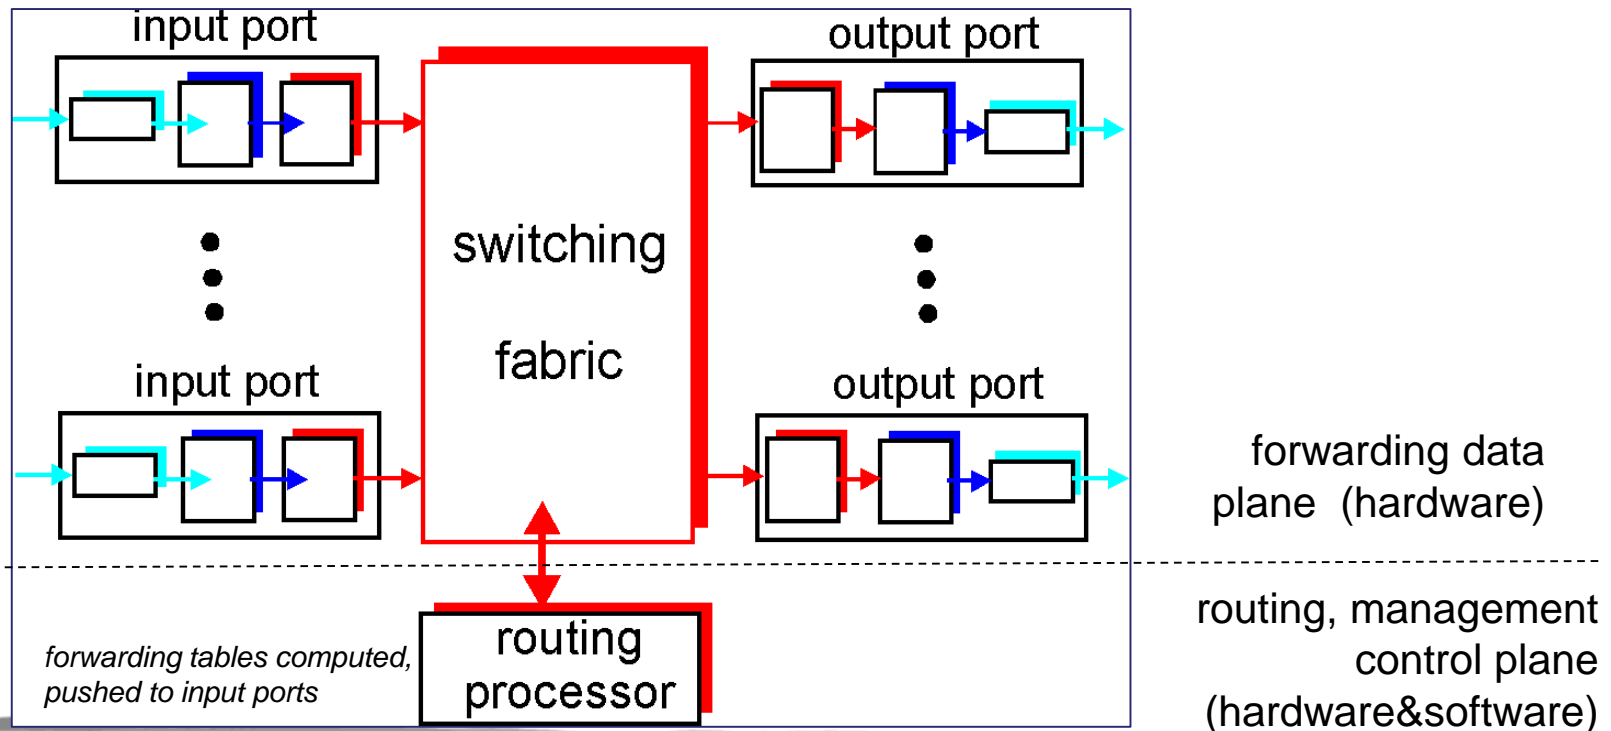 input port
output port
switching
fabric
input port
output port
forwarding data
plane (hardware)
routing
processor
forwarding tables computed,
pushed to input ports
routing, management
control plane
(hardware&software)